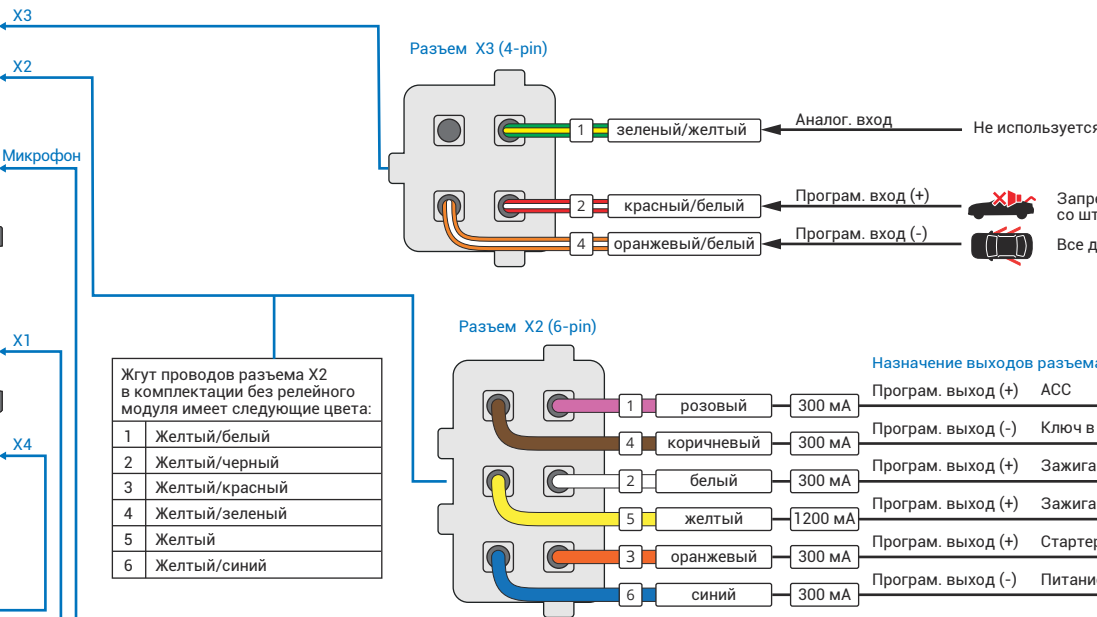 X3
X2
Микрофон
X1
X4
Разъем X3 (4-pin)
1 зеленый/желтый Аналог. вход Не используется
2 красный/белый Програм. вход (+)
со
4 оранжевый/белый Програм. вход (-) Все
Жгут проводов разъема X2
в комплектации без релейного
модуля имеет следующие цвета:
1 Желтый/белый
2 Желтый/черный
3 Желтый/красный
4 Желтый/зеленый
5 Желтый
6 Желтый/синий
Разъем X2 (6-pin)
Назначение выходов разъема
1 розовый 300 мА Програм. выход (+) ACC
4 коричневый 300 мА Програм. выход (-) Ключ в
2 белый 300 мА Програм. выход (+) Зажига
5 желтый 1200 мА Програм. выход (+) Зажига
3 оранжевый 300 мА Програм. выход (+) Стартер
6 синий 300 мА Програм. выход (-) Питание